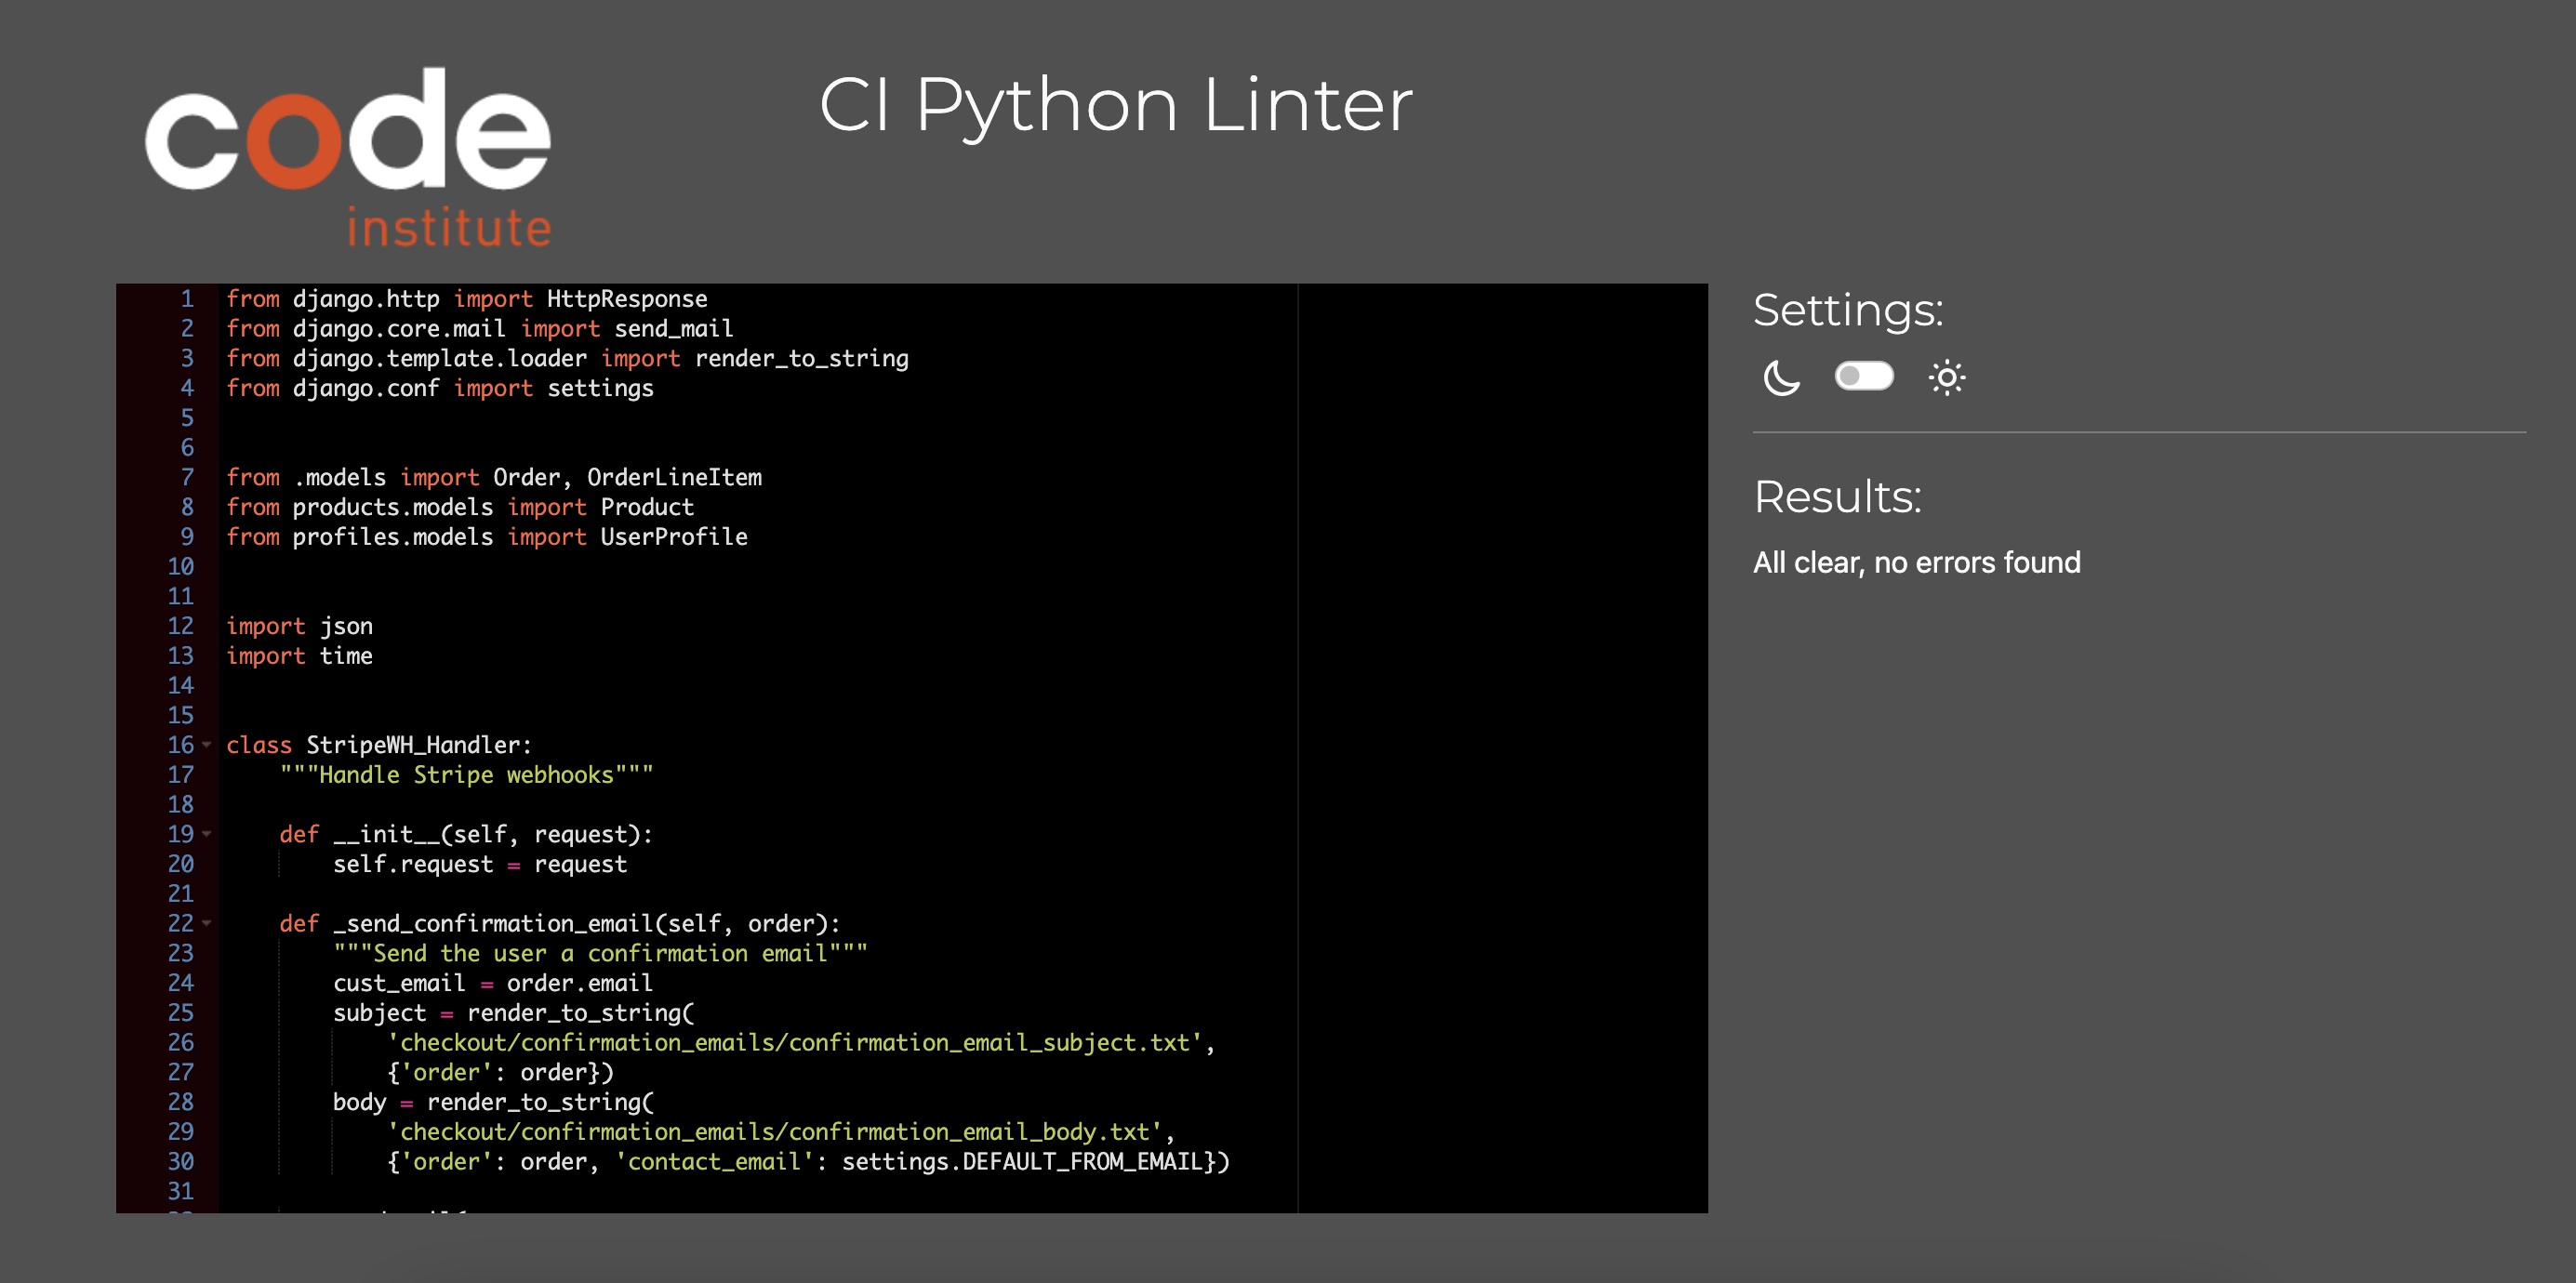 code
institute
CI Python Linter
1 from django.http import HttpResponse
2 from django.core.mail import send_mail
3 from django.template.loader import render_to_string
4 from django.conf import settings
5
6
7 from .models import Order, OrderLineItem
8 from products.models import Product
9 from profiles.models import UserProfile
10
11
12 import json
13 import time
14
15
16 class StripeWH_Handler:
17     """Handle Stripe webhooks"""
18
19     def __init__(self, request):
20         self.request = request
21
22     def _send_confirmation_email(self, order):
23         """Send the user a confirmation email"""
24         cust_email = order.email
25         subject = render_to_string(
26             'checkout/confirmation_emails/confirmation_email_subject.txt',
27             {'order': order})
28         body = render_to_string(
29             'checkout/confirmation_emails/confirmation_email_body.txt',
30             {'order': order, 'contact_email': settings.DEFAULT_FROM_EMAIL})
31
Settings:
Results:
All clear, no errors found